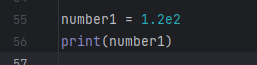 55 number1 = 1.2e2
56 print(number1)
57